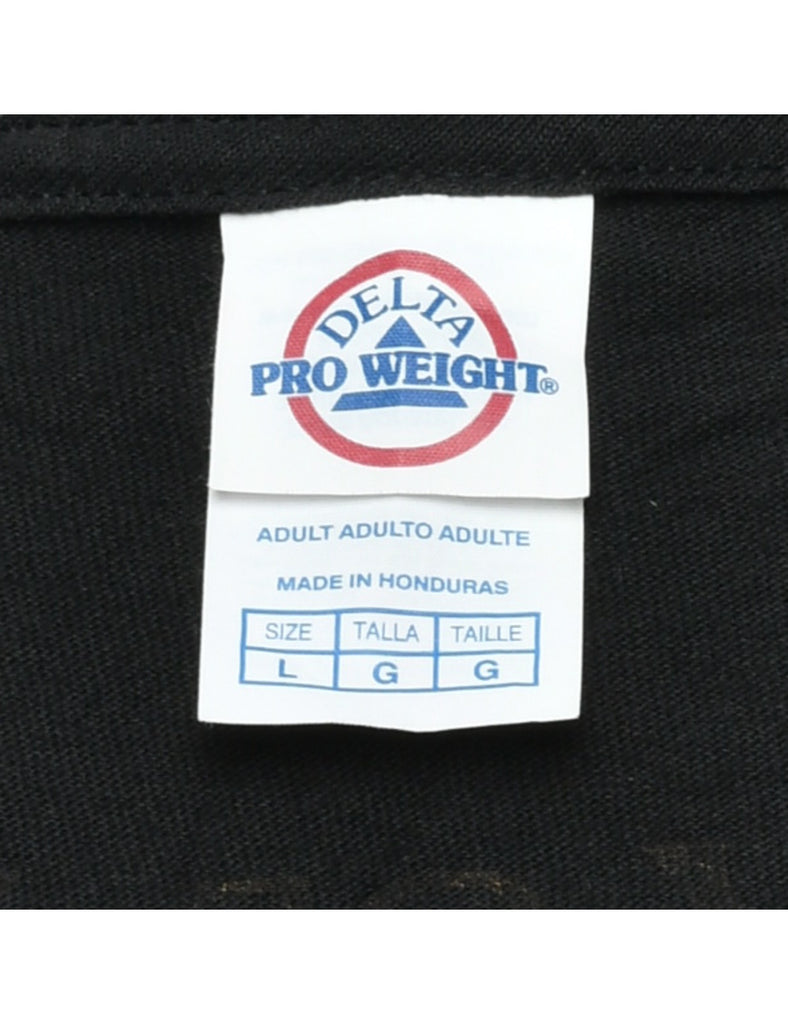 DELTA
PRO WEIGHT®
ADULT ADULTO ADULTE
MADE IN HONDURAS
SIZE TALLA TAILLE
L G G